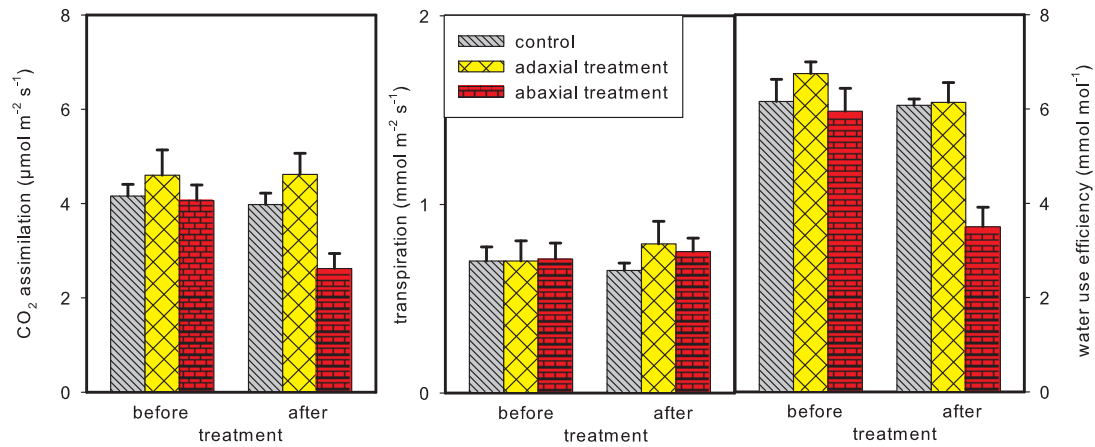 CO2 assimilation (μmol m-2 s-1)
8
6
4
2
0
before
after
treatment
transpiration (mmol m-2 s-1)
2
1
0
control
adaxial treatment
abaxial treatment
before
after
treatment
8
6
4
2
0
water use efficiency (mmol mol-1)
before
after
treatment